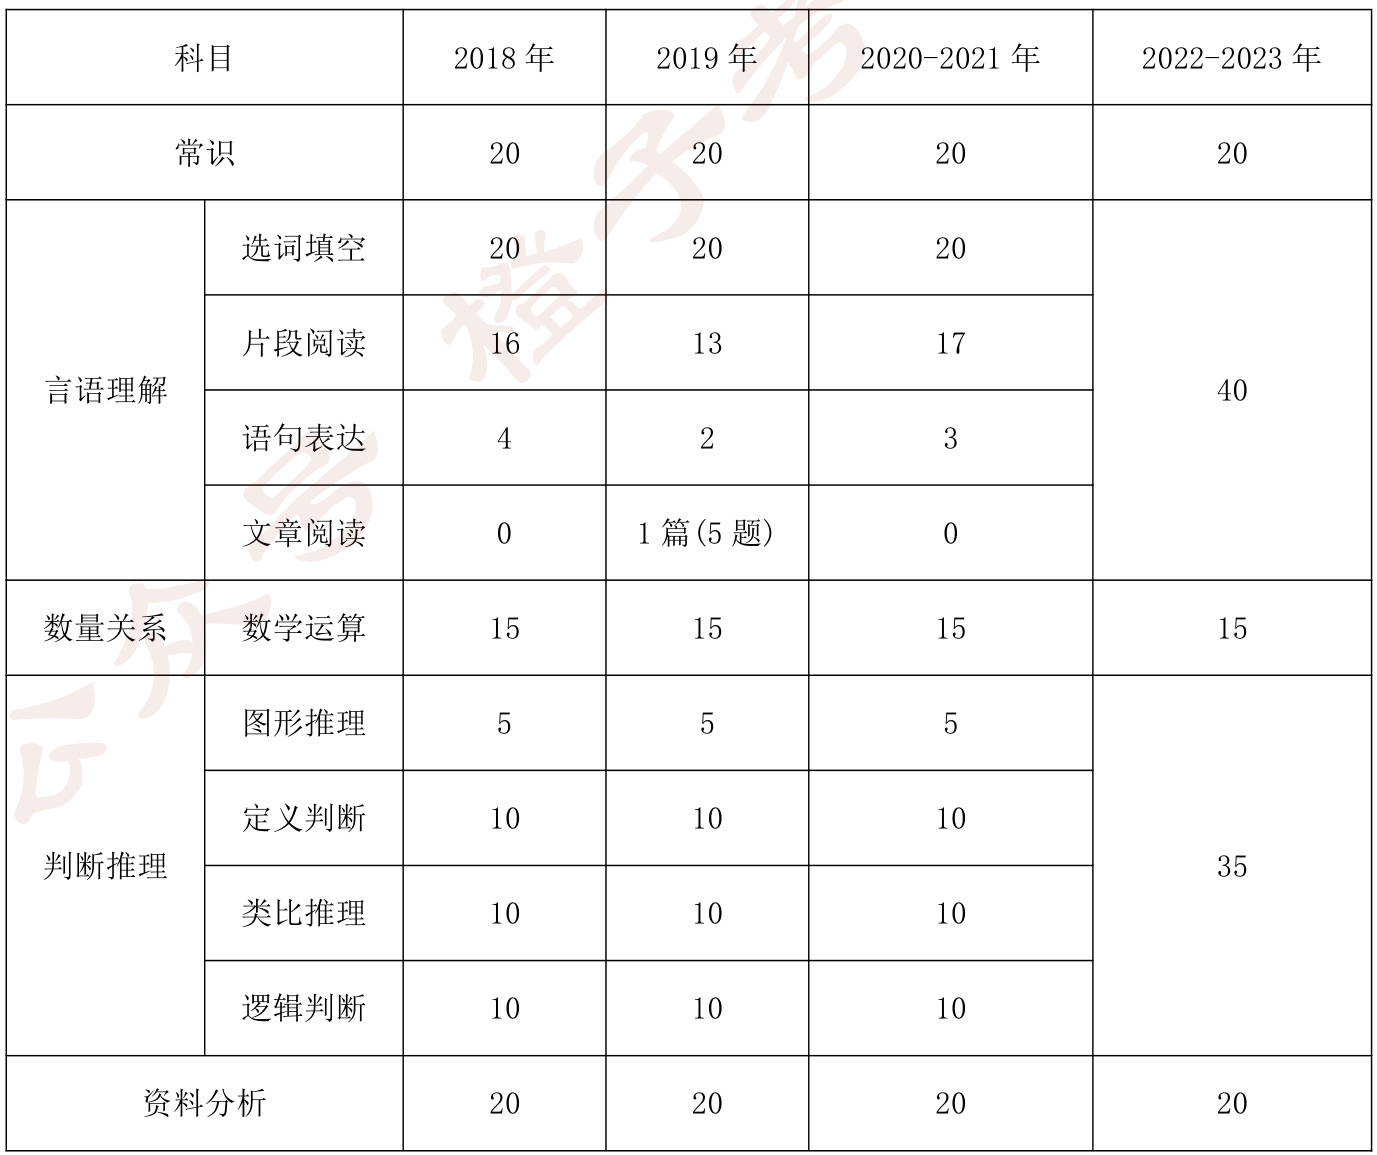 科目 2018 年 2019 年 2020-2021 年 2022-2023 年
常识 20 20 20 20
言语理解 选词填空 20 20 20 40
片段阅读 16 13 17
语句表达 4 2 3
文章阅读 0 1 篇(5 题) 0
数量关系 数学运算 15 15 15 15
判断推理 图形推理 5 5 5 35
定义判断 10 10 10
类比推理 10 10 10
逻辑判断 10 10 10
资料分析 20 20 20 20
公众号 橙子考